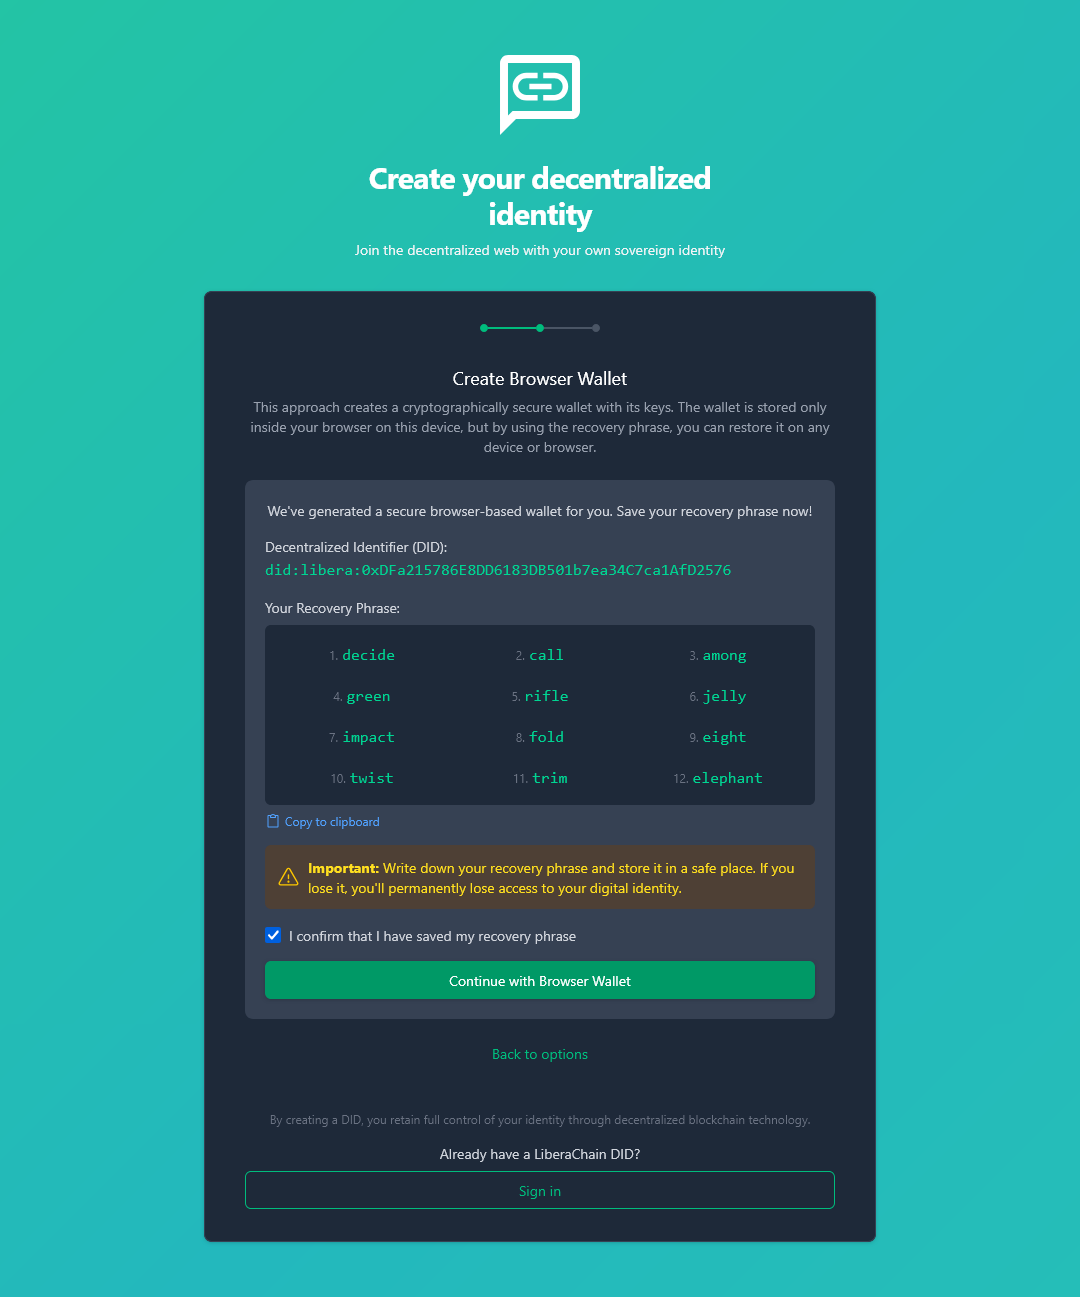 Create your decentralized
identity
Join the decentralized web with your own sovereign identity
Create Browser Wallet
This approach creates a cryptographically secure wallet with its keys. The wallet is stored only
inside your browser on this device, but by using the recovery phrase, you can restore it on any
device or browser.
We've generated a secure browser-based wallet for you. Save your recovery phrase now!
Decentralized Identifier (DID):
did:libera:0xDFa215786E8DD6183DB501b7ea34C7ca1AfD2576
Your Recovery Phrase:
1. decide 2. call 3. among
4. green 5. rifle 6. jelly
7. impact 8. fold 9. eight
10. twist 11. trim 12. elephant
Copy to clipboard
Important: Write down your recovery phrase and store it in a safe place. If you
lose it, you'll permanently lose access to your digital identity.
I confirm that I have saved my recovery phrase
Continue with Browser Wallet
Back to options
By creating a DID, you retain full control of your identity through decentralized blockchain technology.
Already have a LiberaChain DID?
Sign in